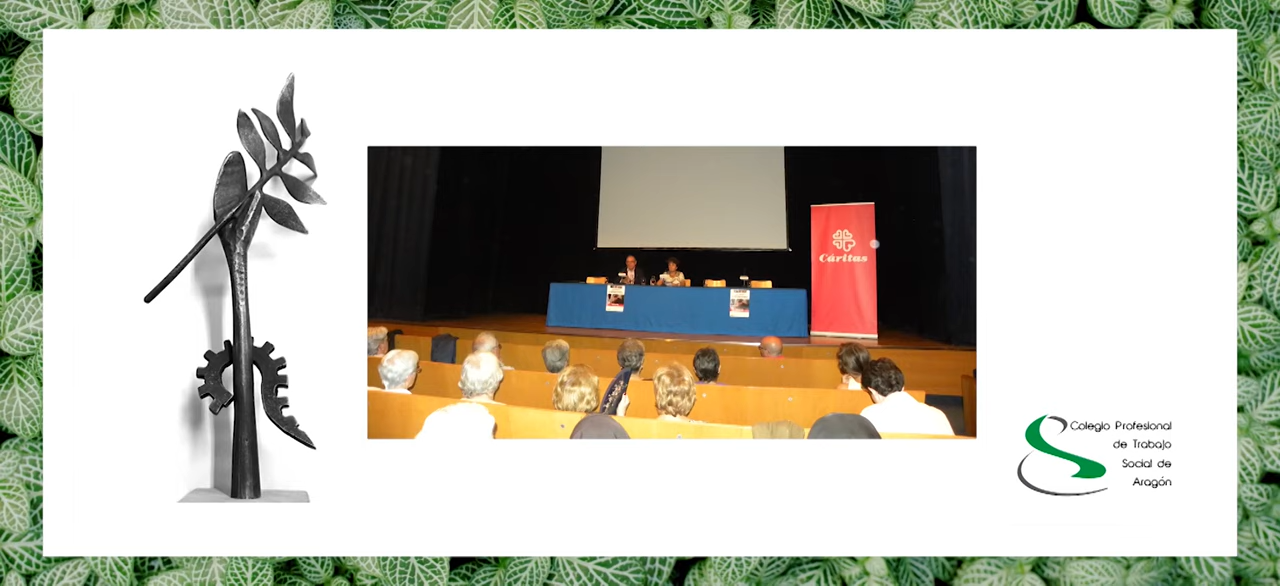 Cáritas
Colegio Profesional
de Trabajo
Social de
Aragón